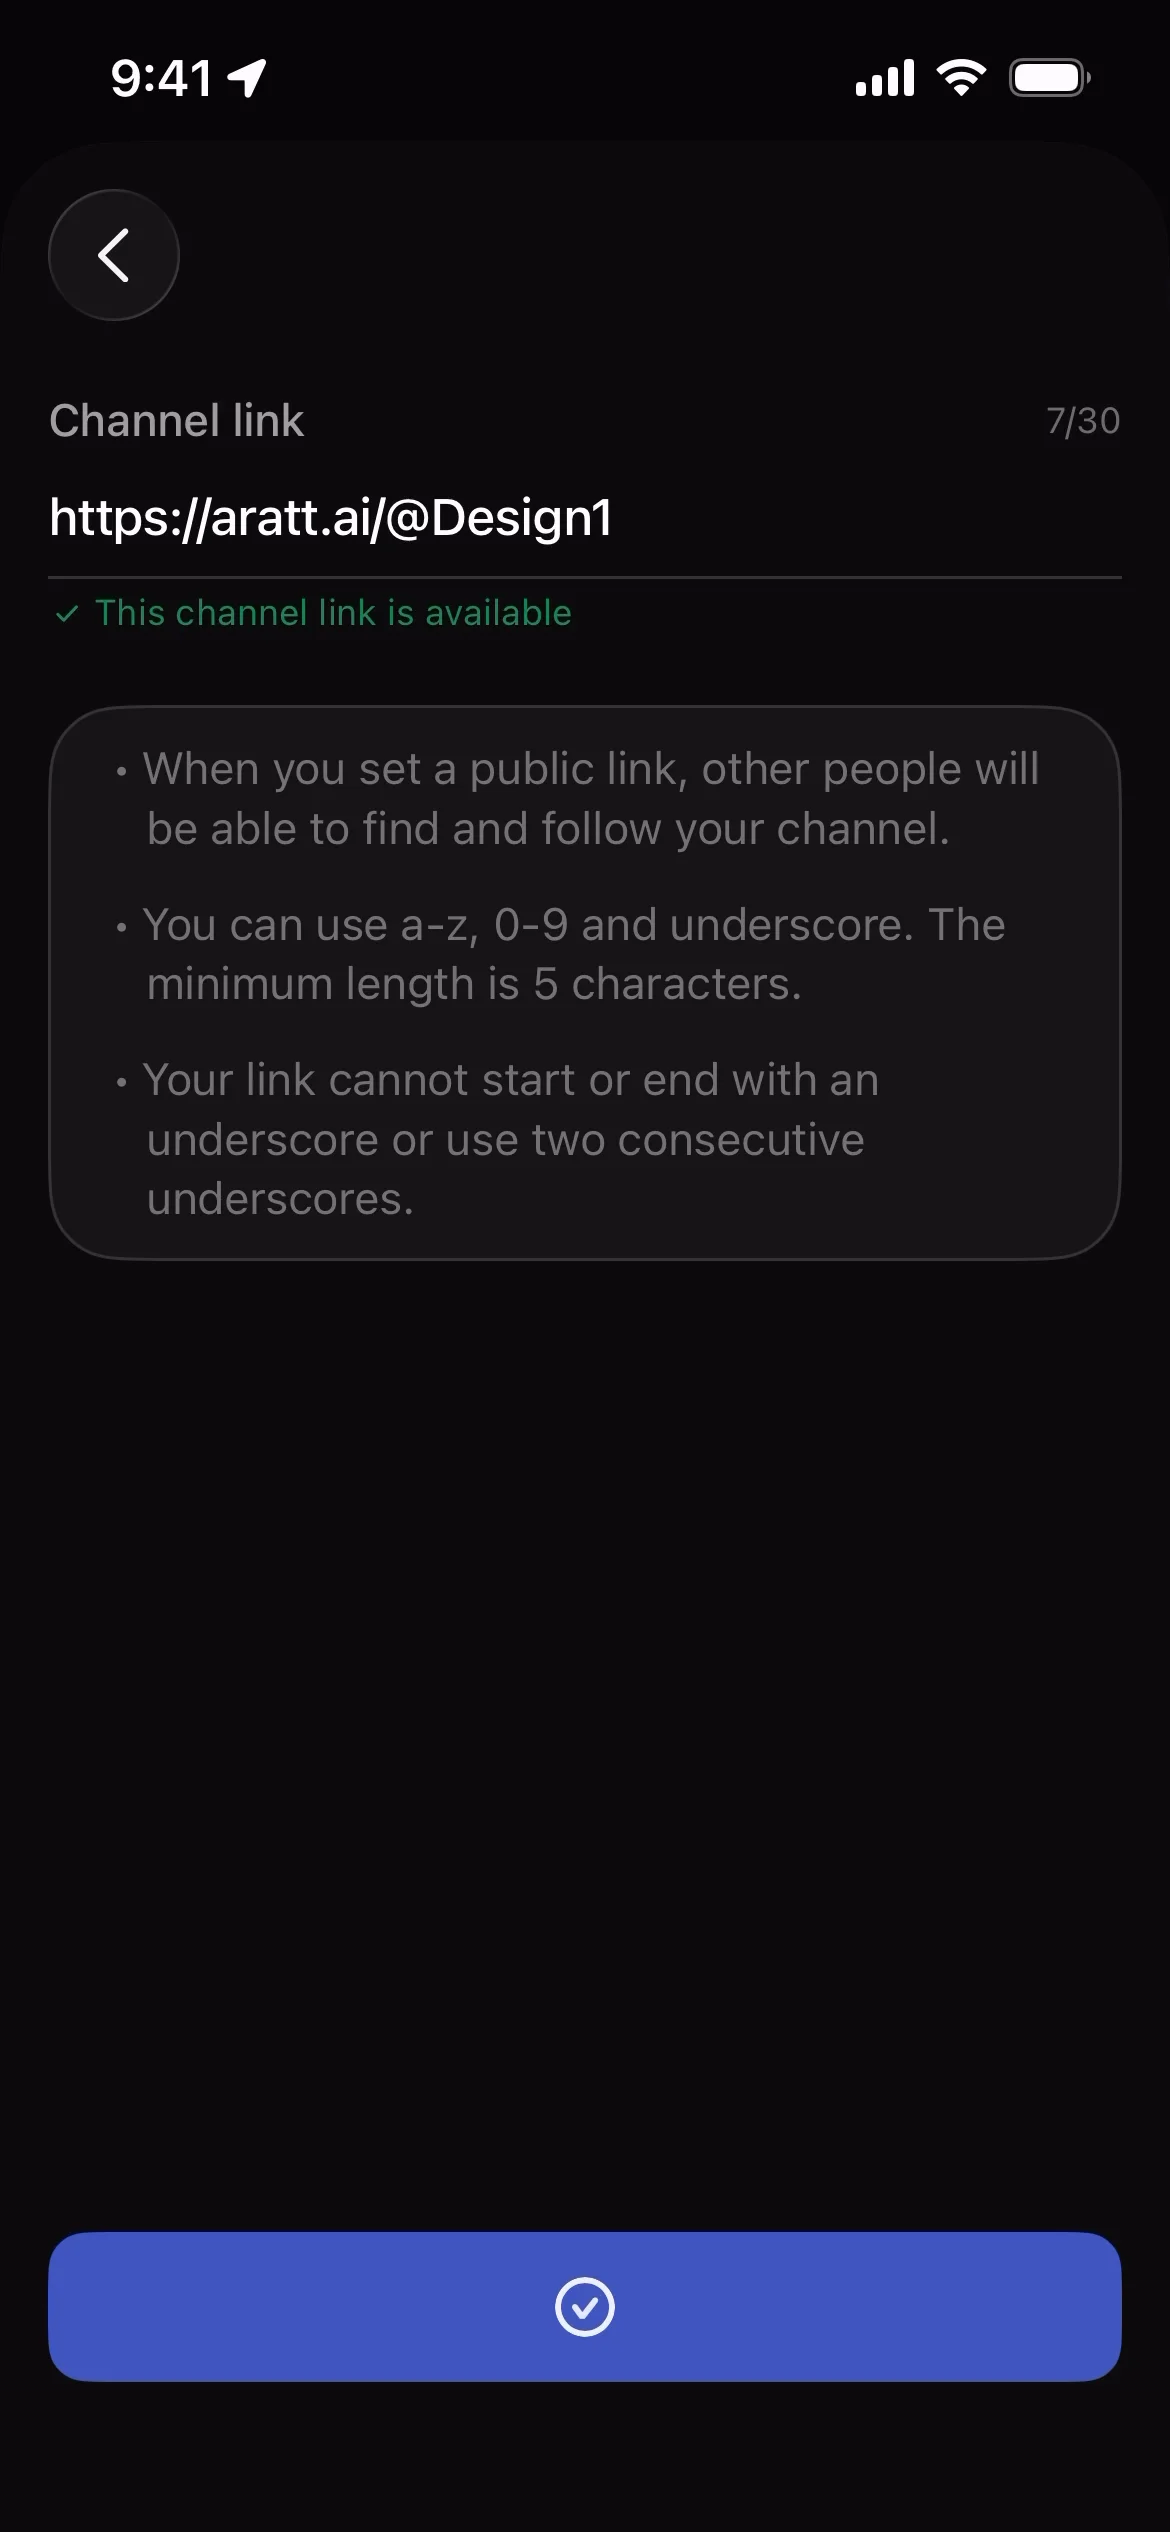 9:41
Channel link
7/30
https://aratt.ai/@Design1
✓ This channel link is available
• When you set a public link, other people will
be able to find and follow your channel.
• You can use a-z, 0-9 and underscore. The
minimum length is 5 characters.
• Your link cannot start or end with an
underscore or use two consecutive
underscores.